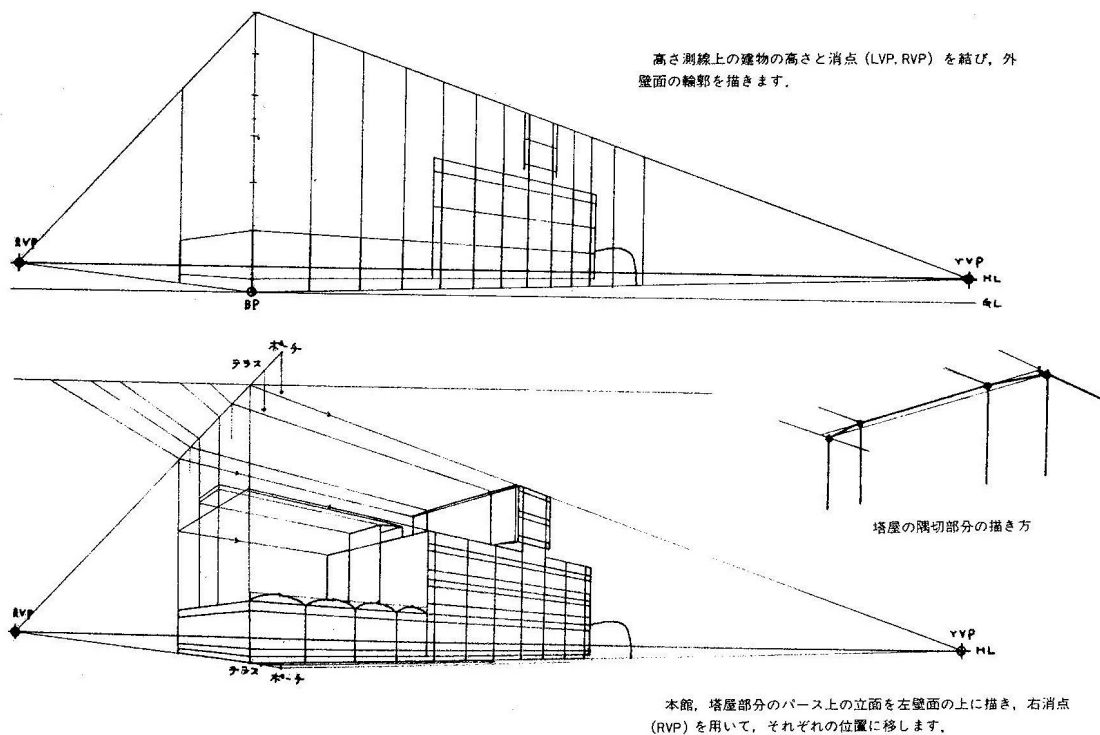 高さ測線上の建物の高さと消点 (LVP, RVP) を結び, 外
壁面の輪郭を描きます.
LVP
rVP
HL
GL
BP
ポーチ
テラス
塔屋の隅切部分の描き方
LVP
rVP
HL
テラス
ポーチ
本館, 塔屋部分のパース上の立面を左壁面の上に描き, 右消点
(RVP) を用いて, それぞれの位置に移します.